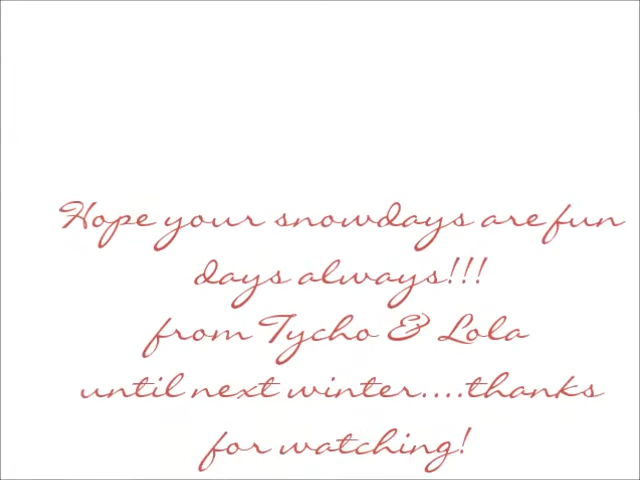 Hope your snowdays are fun
days always!!!
from Tycho & Lola
until next winter....thanks
for watching!